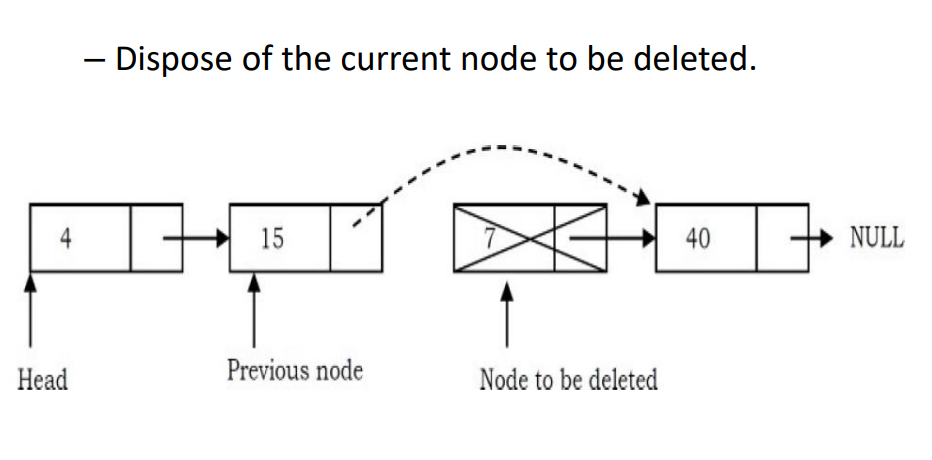 – Dispose of the current node to be deleted.
4 15 7 40 NULL
Head Previous node Node to be deleted